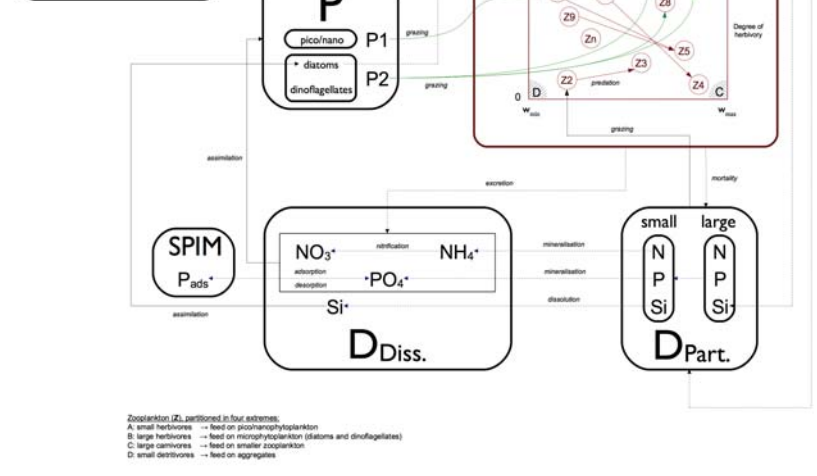 P
pico/nano P1
grazing
diatoms
dinoflagellates
P2
grazing
Z8
Z9
Zn
Z5
Z3
Z2
predation
Z4
Degree of
herbivory
0
D
C
w min
w max
grazing
assimilation
excretion
mortality
SPIM
Pads
NO3
nitrification
NH4
mineralisation
adsorption
desorption
PO4
mineralisation
Si
dissolution
assimilation
DDiss.
small large
N N
P P
Si Si
DPart.
Zooplankton (Z), partitioned in four extremes:
A: small herbivores → feed on pico/nanophytoplankton
B: large herbivores → feed on microphytoplankton (diatoms and dinoflagellates)
C: large carnivores → feed on smaller zooplankton
D: small detritivores → feed on aggregates